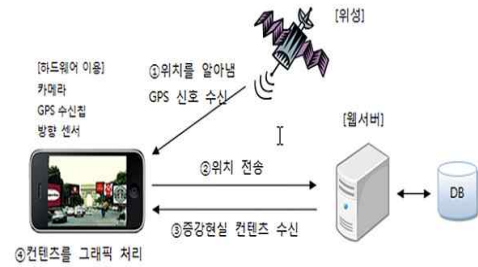 [위성]
[하드웨어 이용]
카메라
GPS 수신칩
방향 센서
①위치를 알아냄
GPS 신호 수신
[웹서버]
②위치 전송
DB
③증강현실 컨텐츠 수신
④컨텐츠를 그래픽 처리